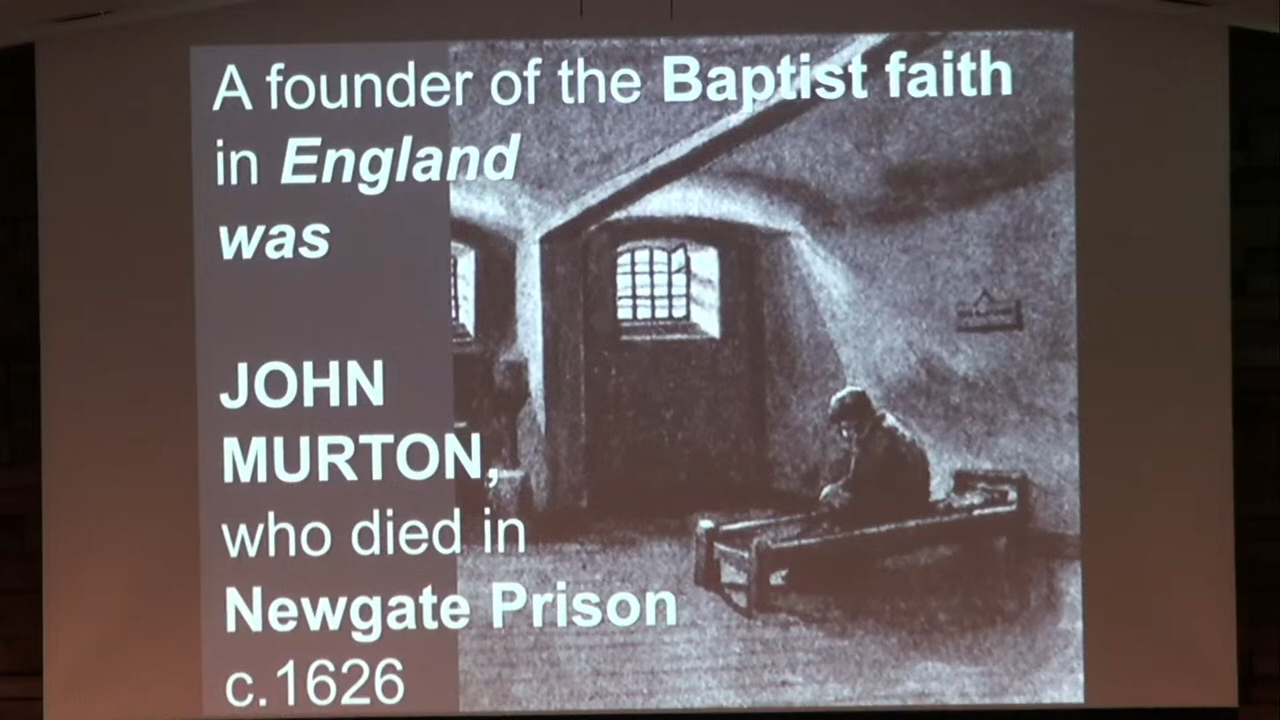 A founder of the Baptist faith
in England
was
JOHN
MURTON,
who died in
Newgate Prison
c.1626